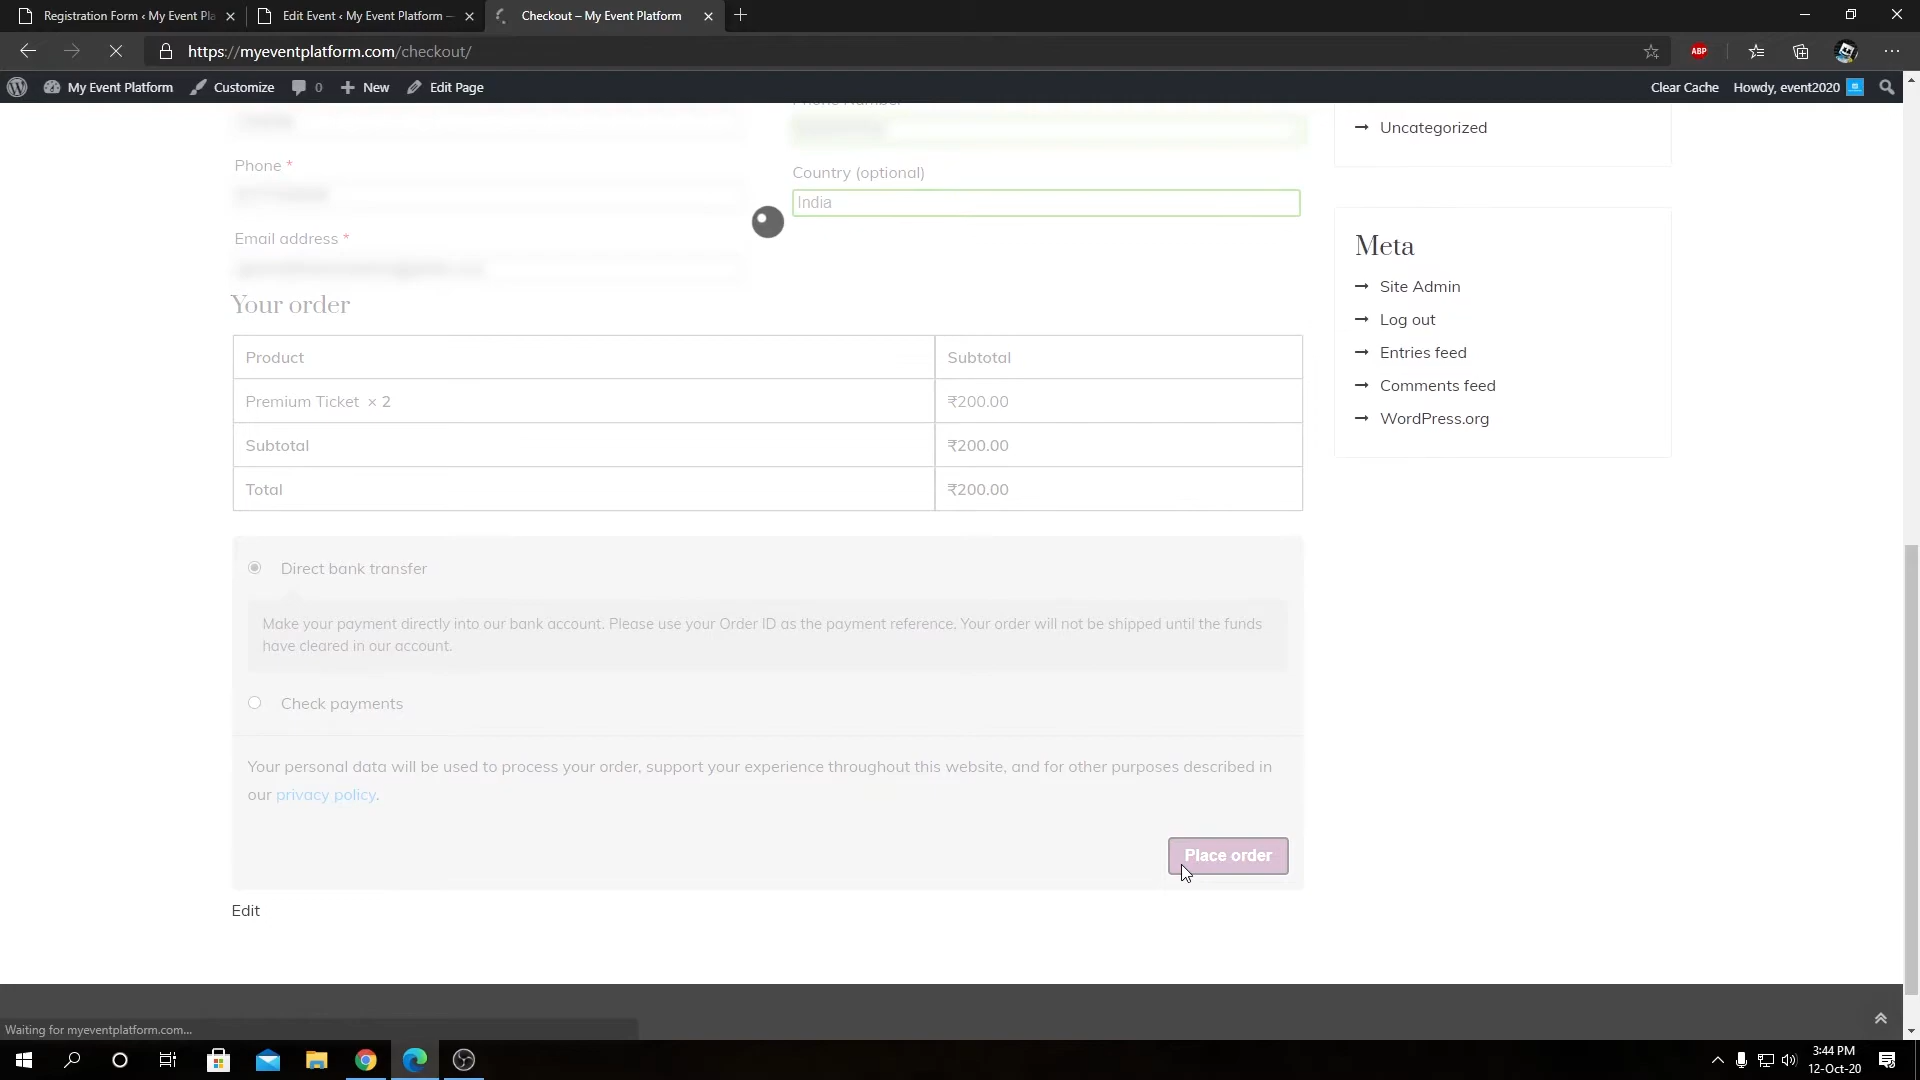 Registration Form ‹ My Event Pla
Edit Event ‹ My Event Platform —
Checkout – My Event Platform
https://myeventplatform.com/checkout/
ABP
My Event Platform
Customize
0
New
Edit Page
Clear Cache
Howdy, event2020
Phone Number
Uncategorized
Phone *
Country (optional)
India
Email address *
Meta
Site Admin
Log out
Entries feed
Comments feed
WordPress.org
Your order
Product Subtotal
Premium Ticket × 2 ₹200.00
Subtotal ₹200.00
Total ₹200.00
Direct bank transfer
Make your payment directly into our bank account. Please use your Order ID as the payment reference. Your order will not be shipped until the funds
have cleared in our account.
Check payments
Your personal data will be used to process your order, support your experience throughout this website, and for other purposes described in
our privacy policy.
Place order
Edit
Waiting for myeventplatform.com...
3:44 PM
12-Oct-20